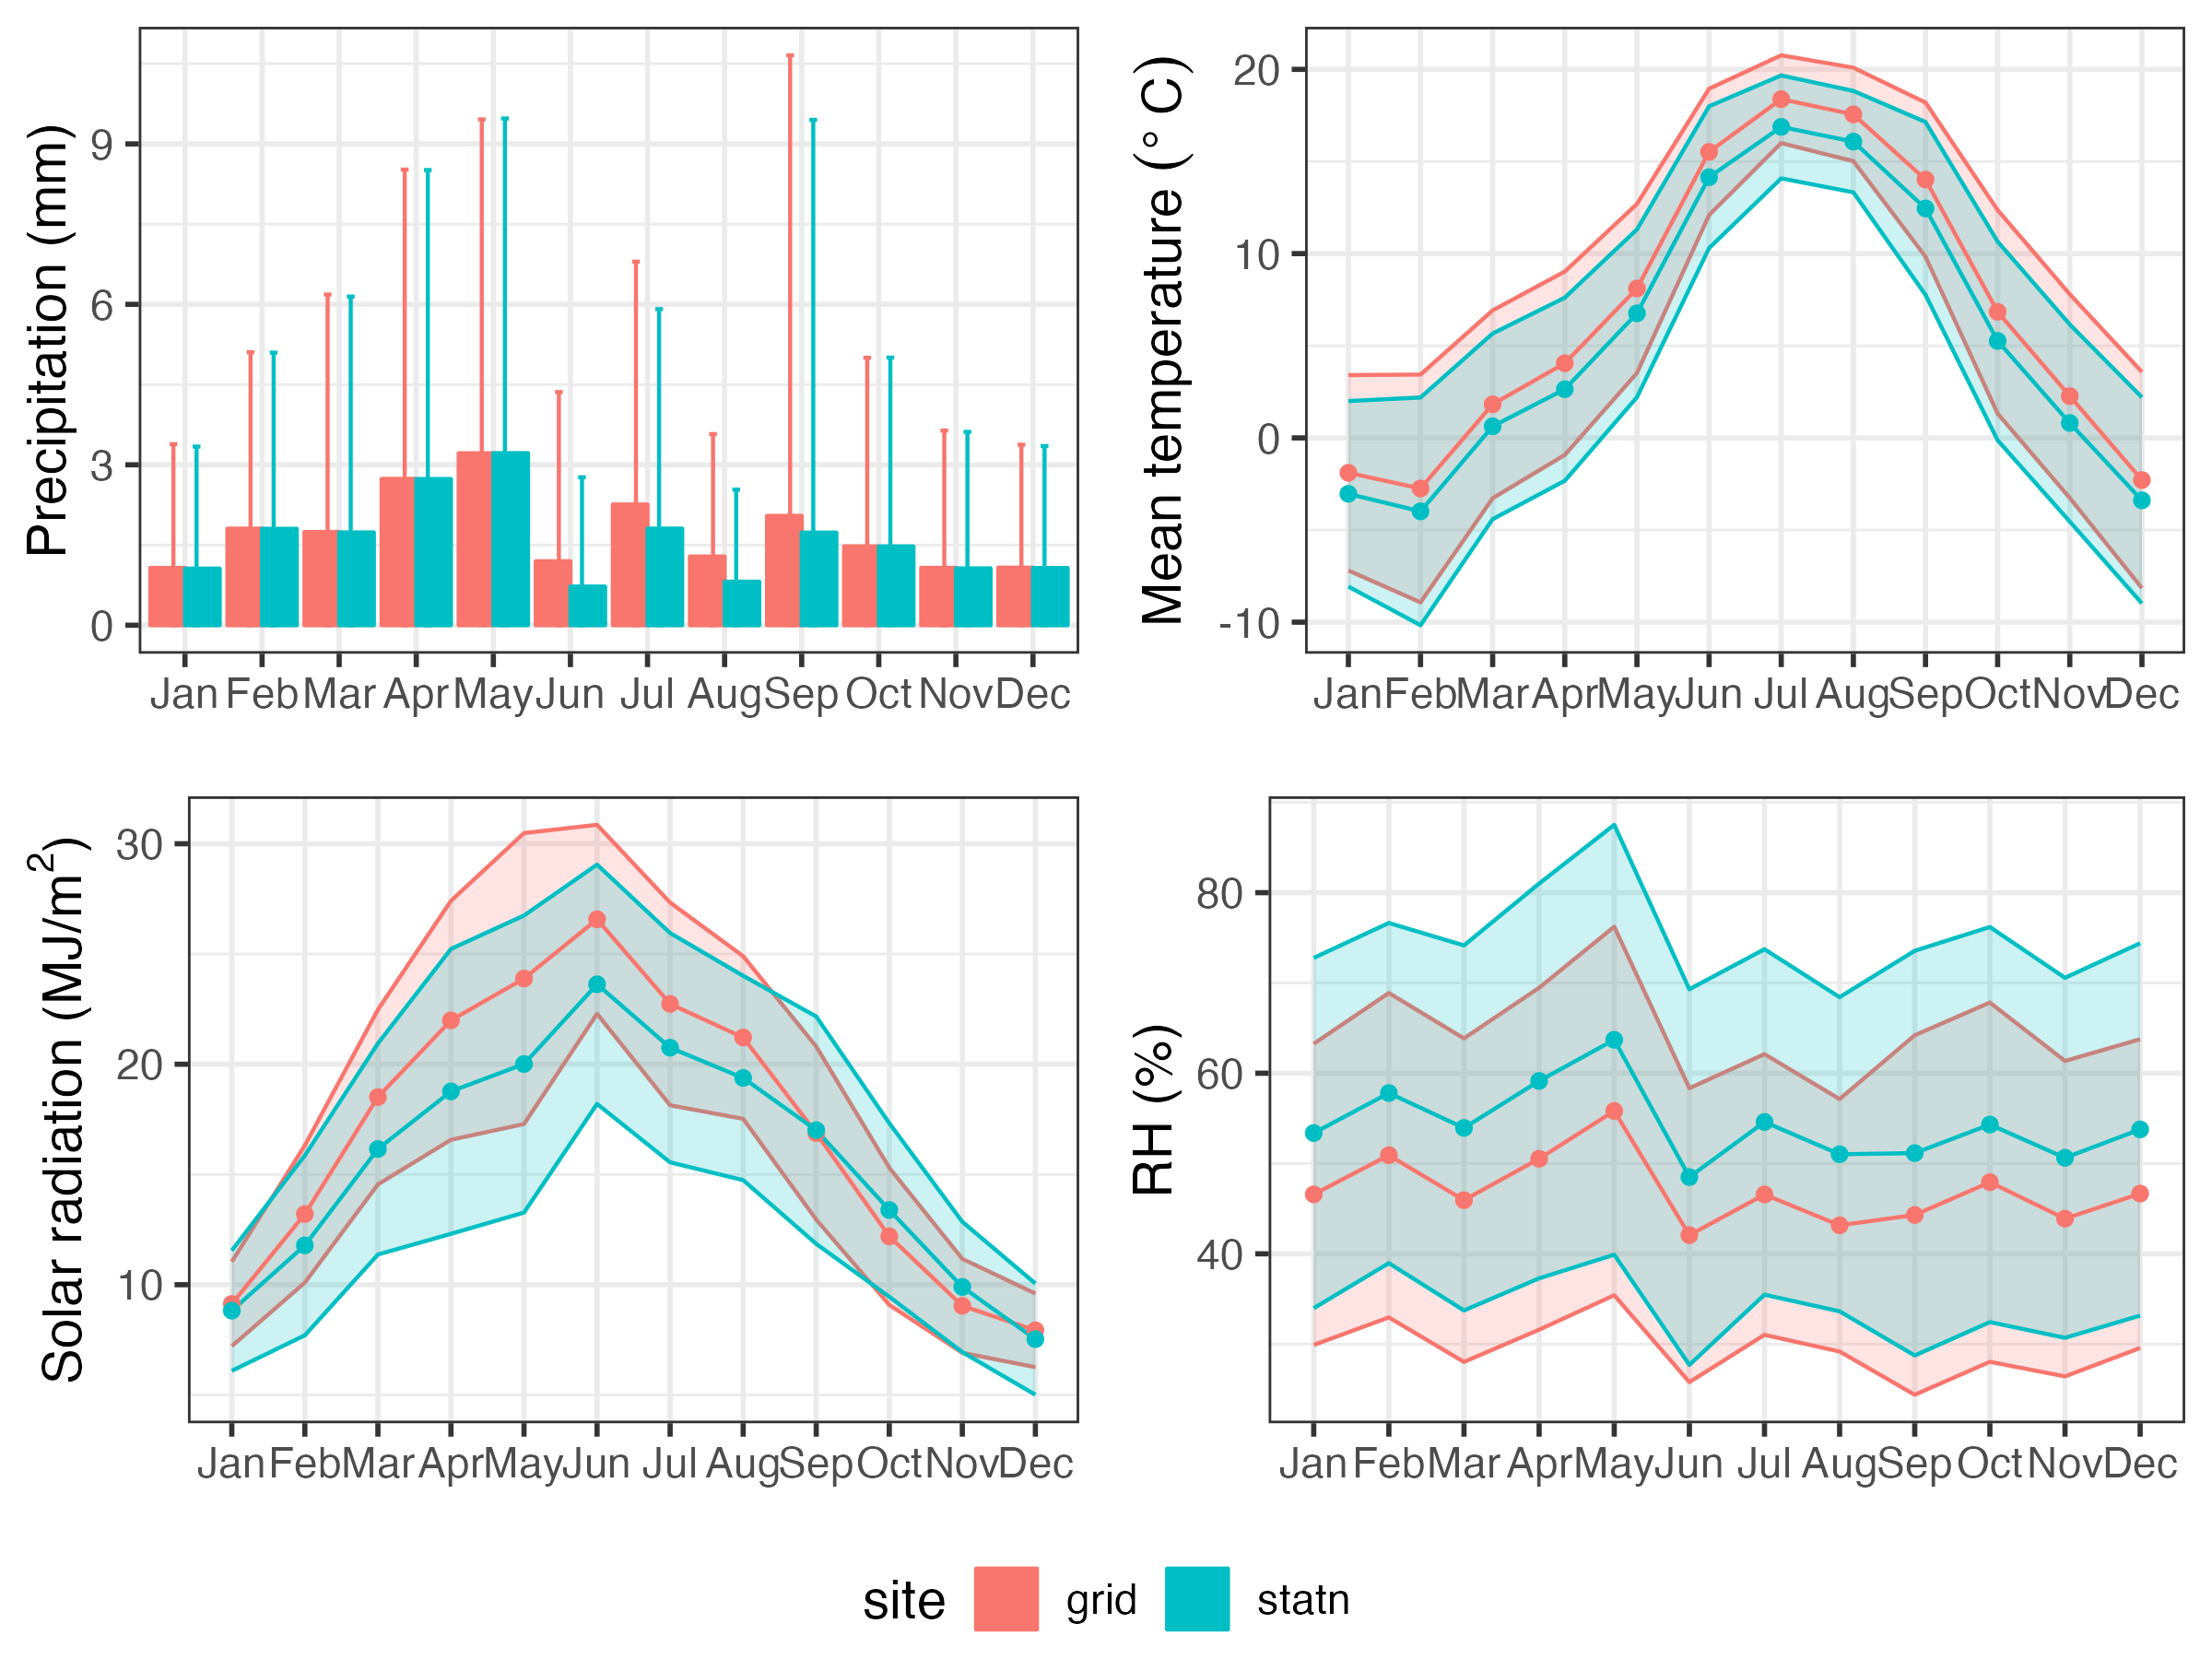 Precipitation (mm)
9
6
3
0
Jan Feb Mar Apr May Jun Jul Aug Sep Oct Nov Dec
Mean temperature (° C)
20
10
0
-10
Jan Feb Mar Apr May Jun Jul Aug Sep Oct Nov Dec
Solar radiation (MJ/m²)
30
20
10
Jan Feb Mar Apr May Jun Jul Aug Sep Oct Nov Dec
RH (%)
80
60
40
Jan Feb Mar Apr May Jun Jul Aug Sep Oct Nov Dec
site grid statn